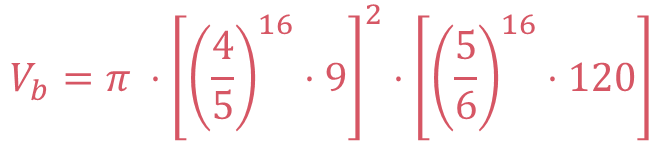 V_b = π · [(4/5)^16 · 9]^2 · [(5/6)^16 · 120]